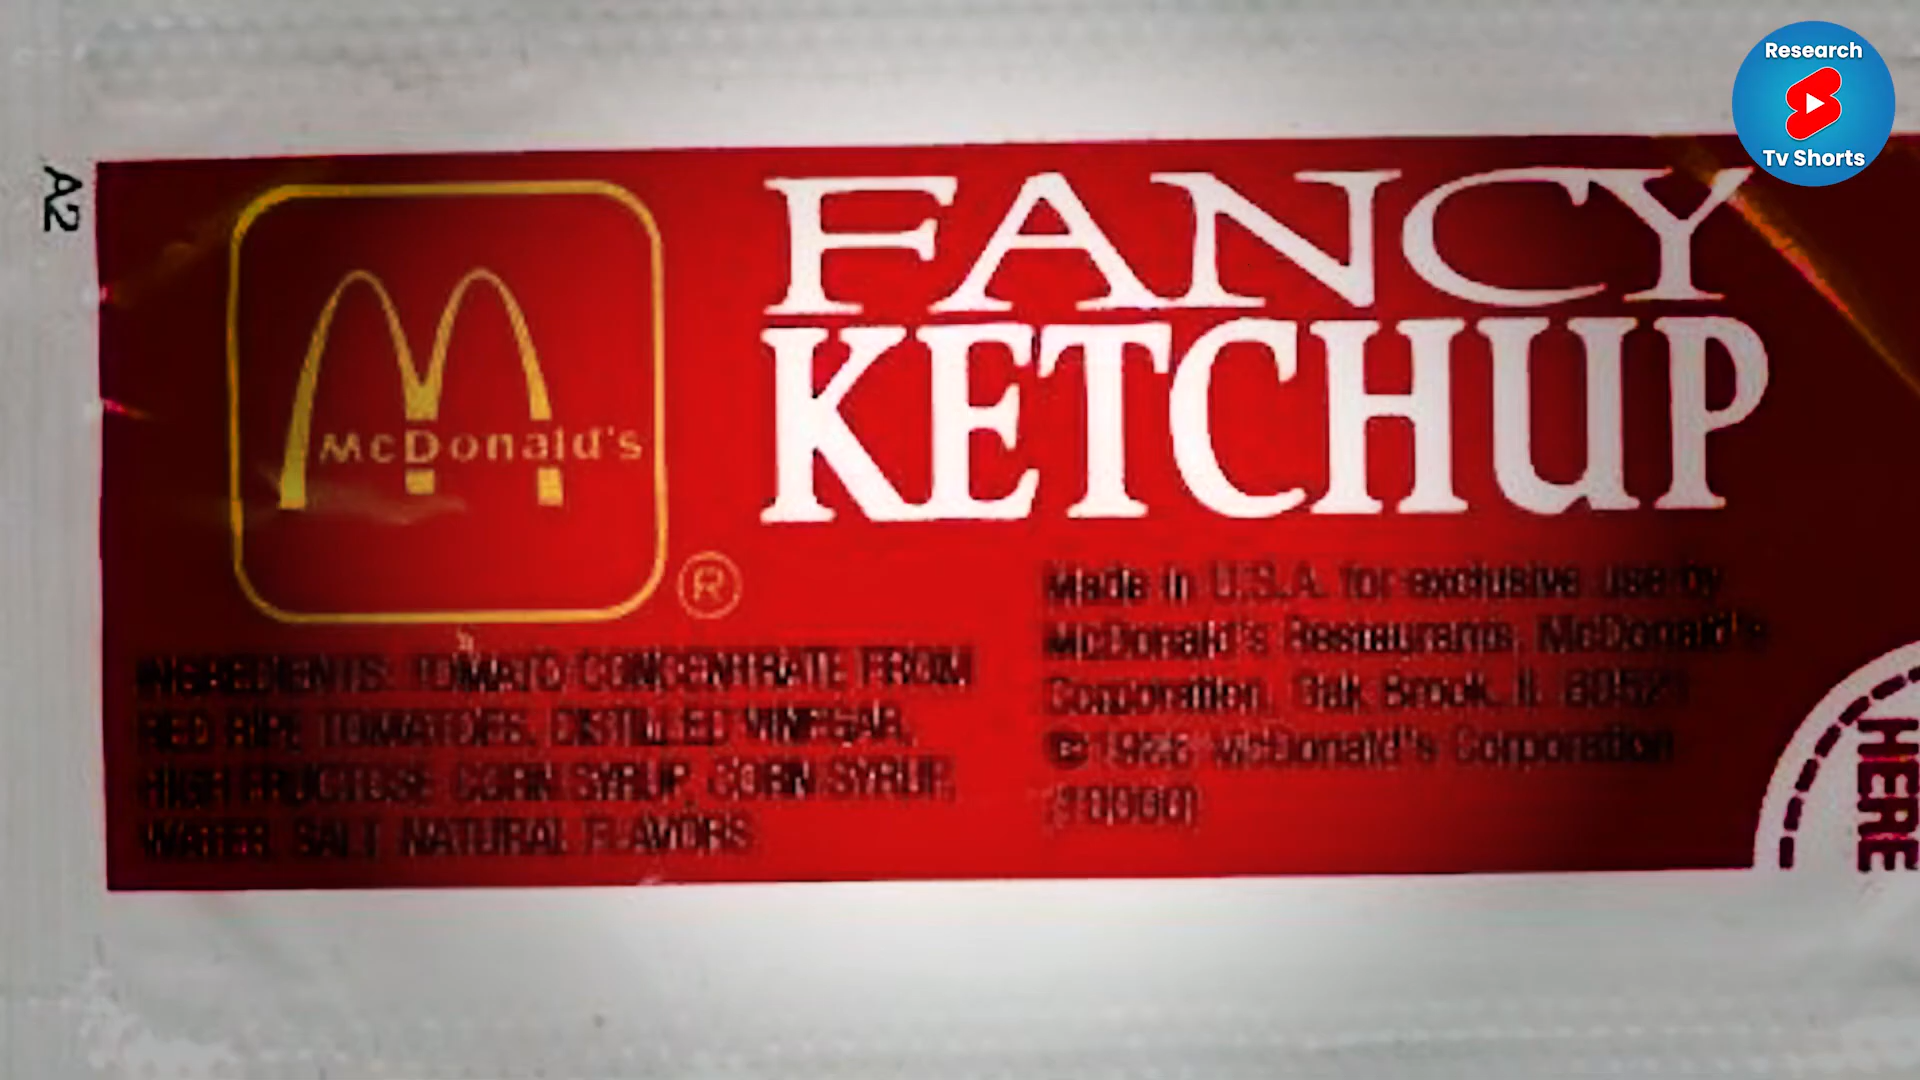 Research
Tv Shorts
A2
FANCY
KETCHUP
McDonald's
®
Made in U.S.A. for exclusive use by
McDonald's Restaurants, McDonald's
Corporation, Oak Brook, IL 60521
© McDonald's Corporation
INGREDIENTS: TOMATO CONCENTRATE FROM
RED RIPE TOMATOES, DISTILLED VINEGAR,
HIGH FRUCTOSE CORN SYRUP, CORN SYRUP,
WATER, SALT, NATURAL FLAVORS
HERE